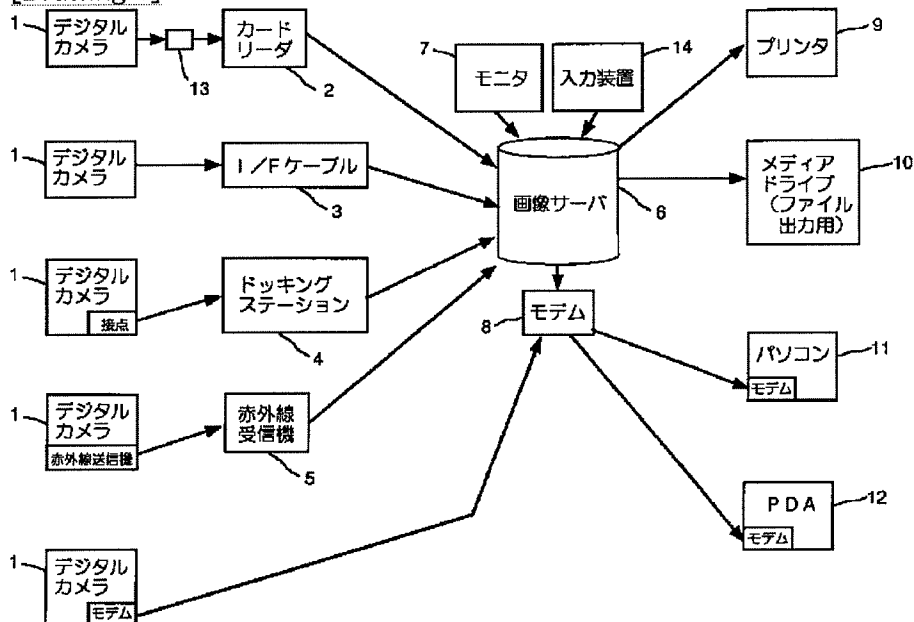 1
デジタル
カメラ
13
カード
リーダ
2
7
モニタ
14
入力装置
9
プリンタ
1
デジタル
カメラ
I/Fケーブル
3
画像サーバ
6
メディア
ドライブ
(ファイル
出力用)
10
1
デジタル
カメラ
接点
ドッキング
ステーション
4
8
モデム
パソコン
モデム
11
1
デジタル
カメラ
赤外線送信機
赤外線
受信機
5
PDA
モデム
12
1
デジタル
カメラ
モデム